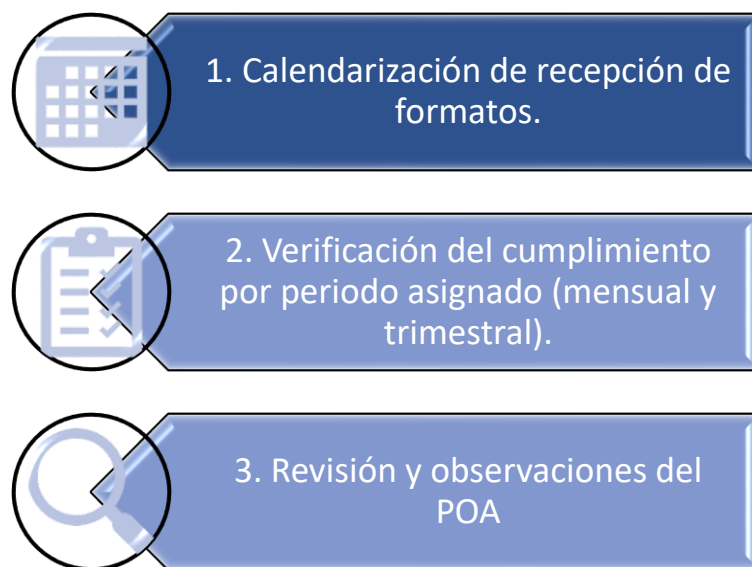 1. Calendarización de recepción de
formatos.
2. Verificación del cumplimiento
por periodo asignado (mensual y
trimestral).
3. Revisión y observaciones del
POA